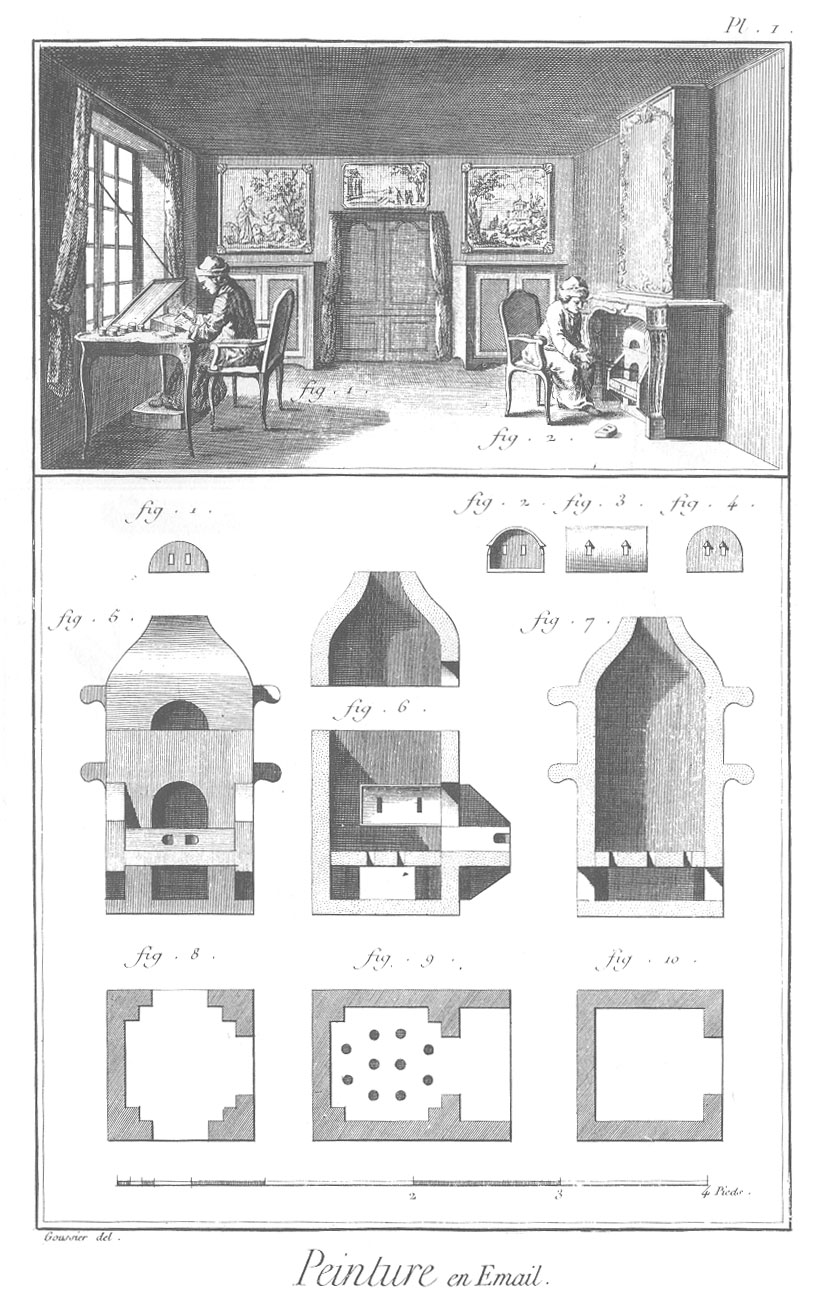 Pl. 1.
fig. 1.
fig. 2.
fig. 1.
fig. 2. fig. 3. fig. 4.
fig. 5.
fig. 7.
fig. 6.
fig. 8. fig. 9. fig. 10.
2 3 4 Pieds.
Goussier del.
Peinture en Email.